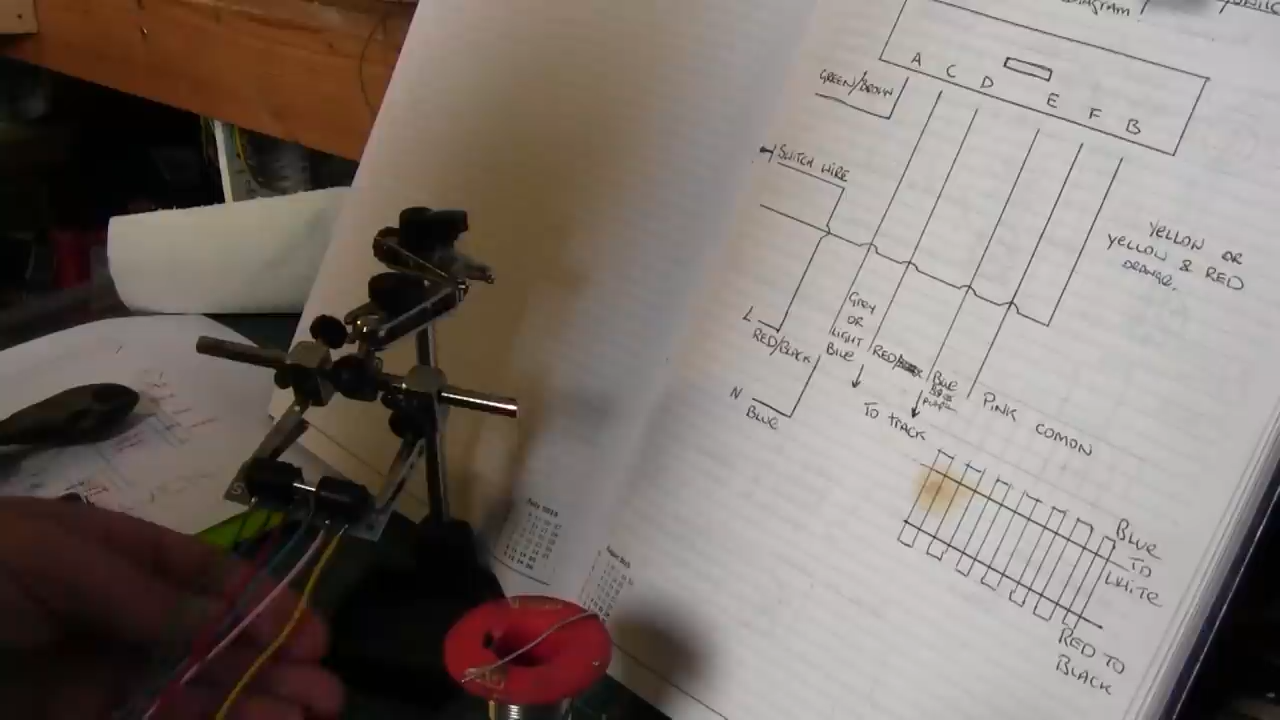 DIAGRAM
A C D E F B
GREEN/BROWN
SWITCH WIRE
YELLOW OR
YELLOW & RED
ORANGE.
GREY
OR
LIGHT
BLUE
L
RED/BLACK
RED/
BLUE
N
BLUE
PINK COMON
TO TRACK
BLUE
TO
WHITE
RED TO
BLACK